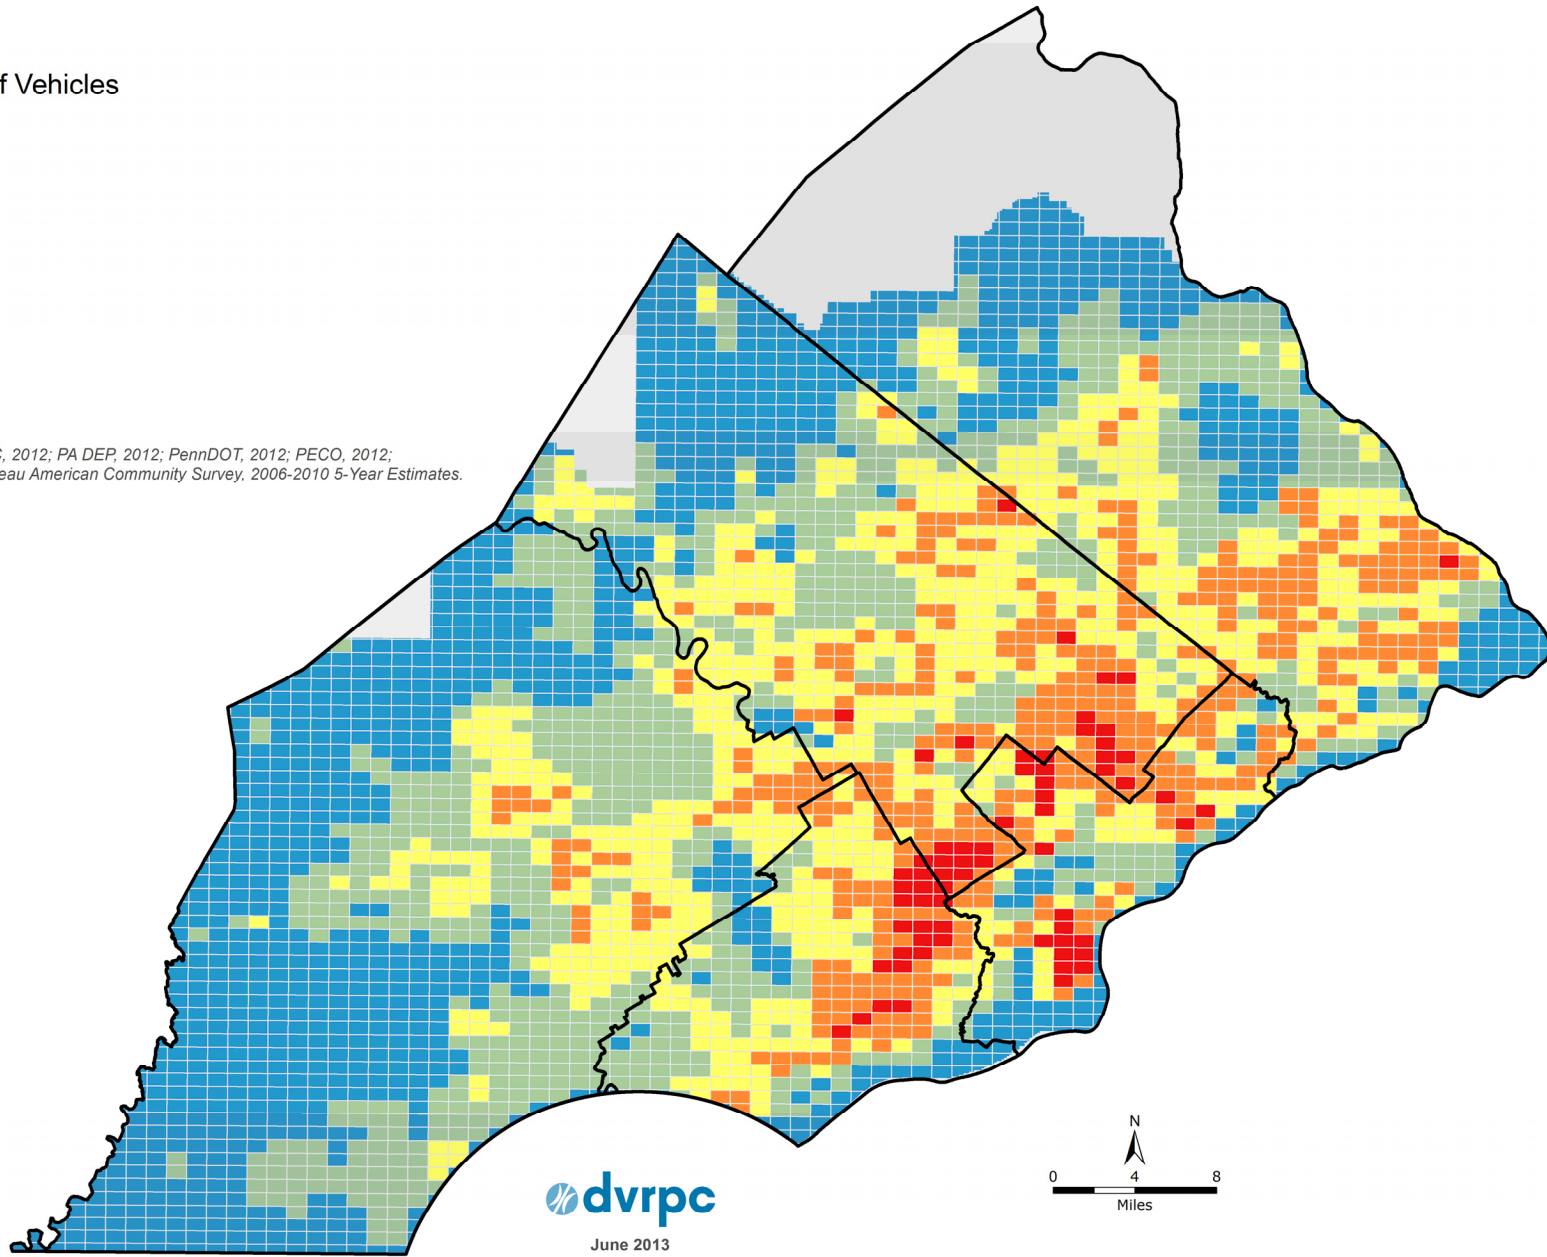 f Vehicles
, 2012; PA DEP, 2012; PennDOT, 2012; PECO, 2012;
eau American Community Survey, 2006-2010 5-Year Estimates.
N
0 4 8
Miles
dvrpc
June 2013